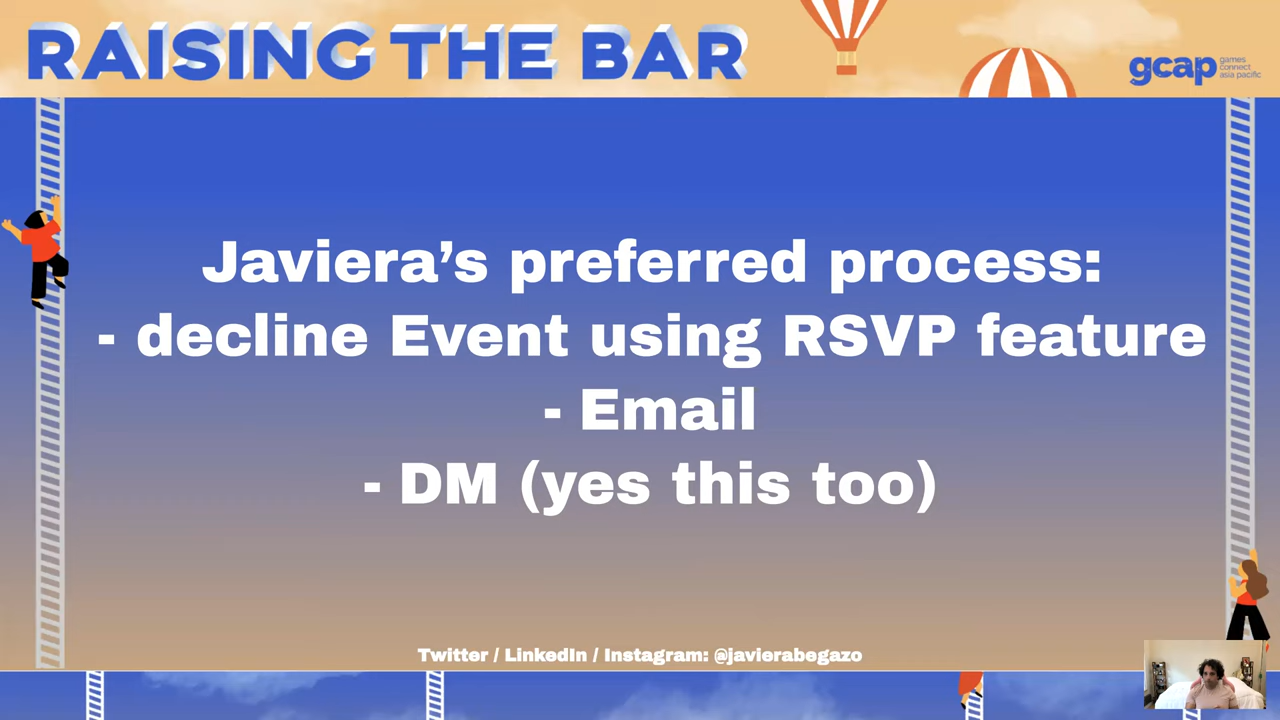 RAISING THE BAR
gcap
games
connect
asia pacific
Javiera’s preferred process:
- decline Event using RSVP feature
- Email
- DM (yes this too)
Twitter / LinkedIn / Instagram: @javierabegazo